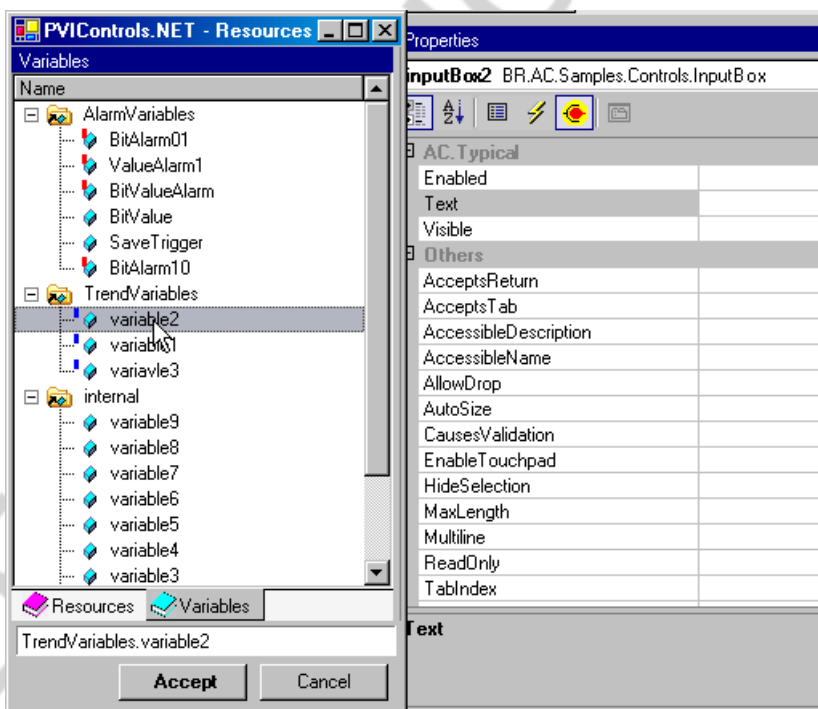 PVIControls.NET - Resources
Variables
Name
AlarmVariables
BitAlarm01
ValueAlarm1
BitValueAlarm
BitValue
SaveTrigger
BitAlarm10
TrendVariables
variable2
variable1
variavle3
internal
variable9
variable8
variable7
variable6
variable5
variable4
variable3
Resources Variables
TrendVariables.variable2
Accept Cancel
Properties
inputBox2 BR.AC.Samples.Controls.InputBox
AC.Typical
Enabled
Text
Visible
Others
AcceptsReturn
AcceptsTab
AccessibleDescription
AccessibleName
AllowDrop
AutoSize
CausesValidation
EnableTouchpad
HideSelection
MaxLength
Multiline
ReadOnly
TabIndex
Text